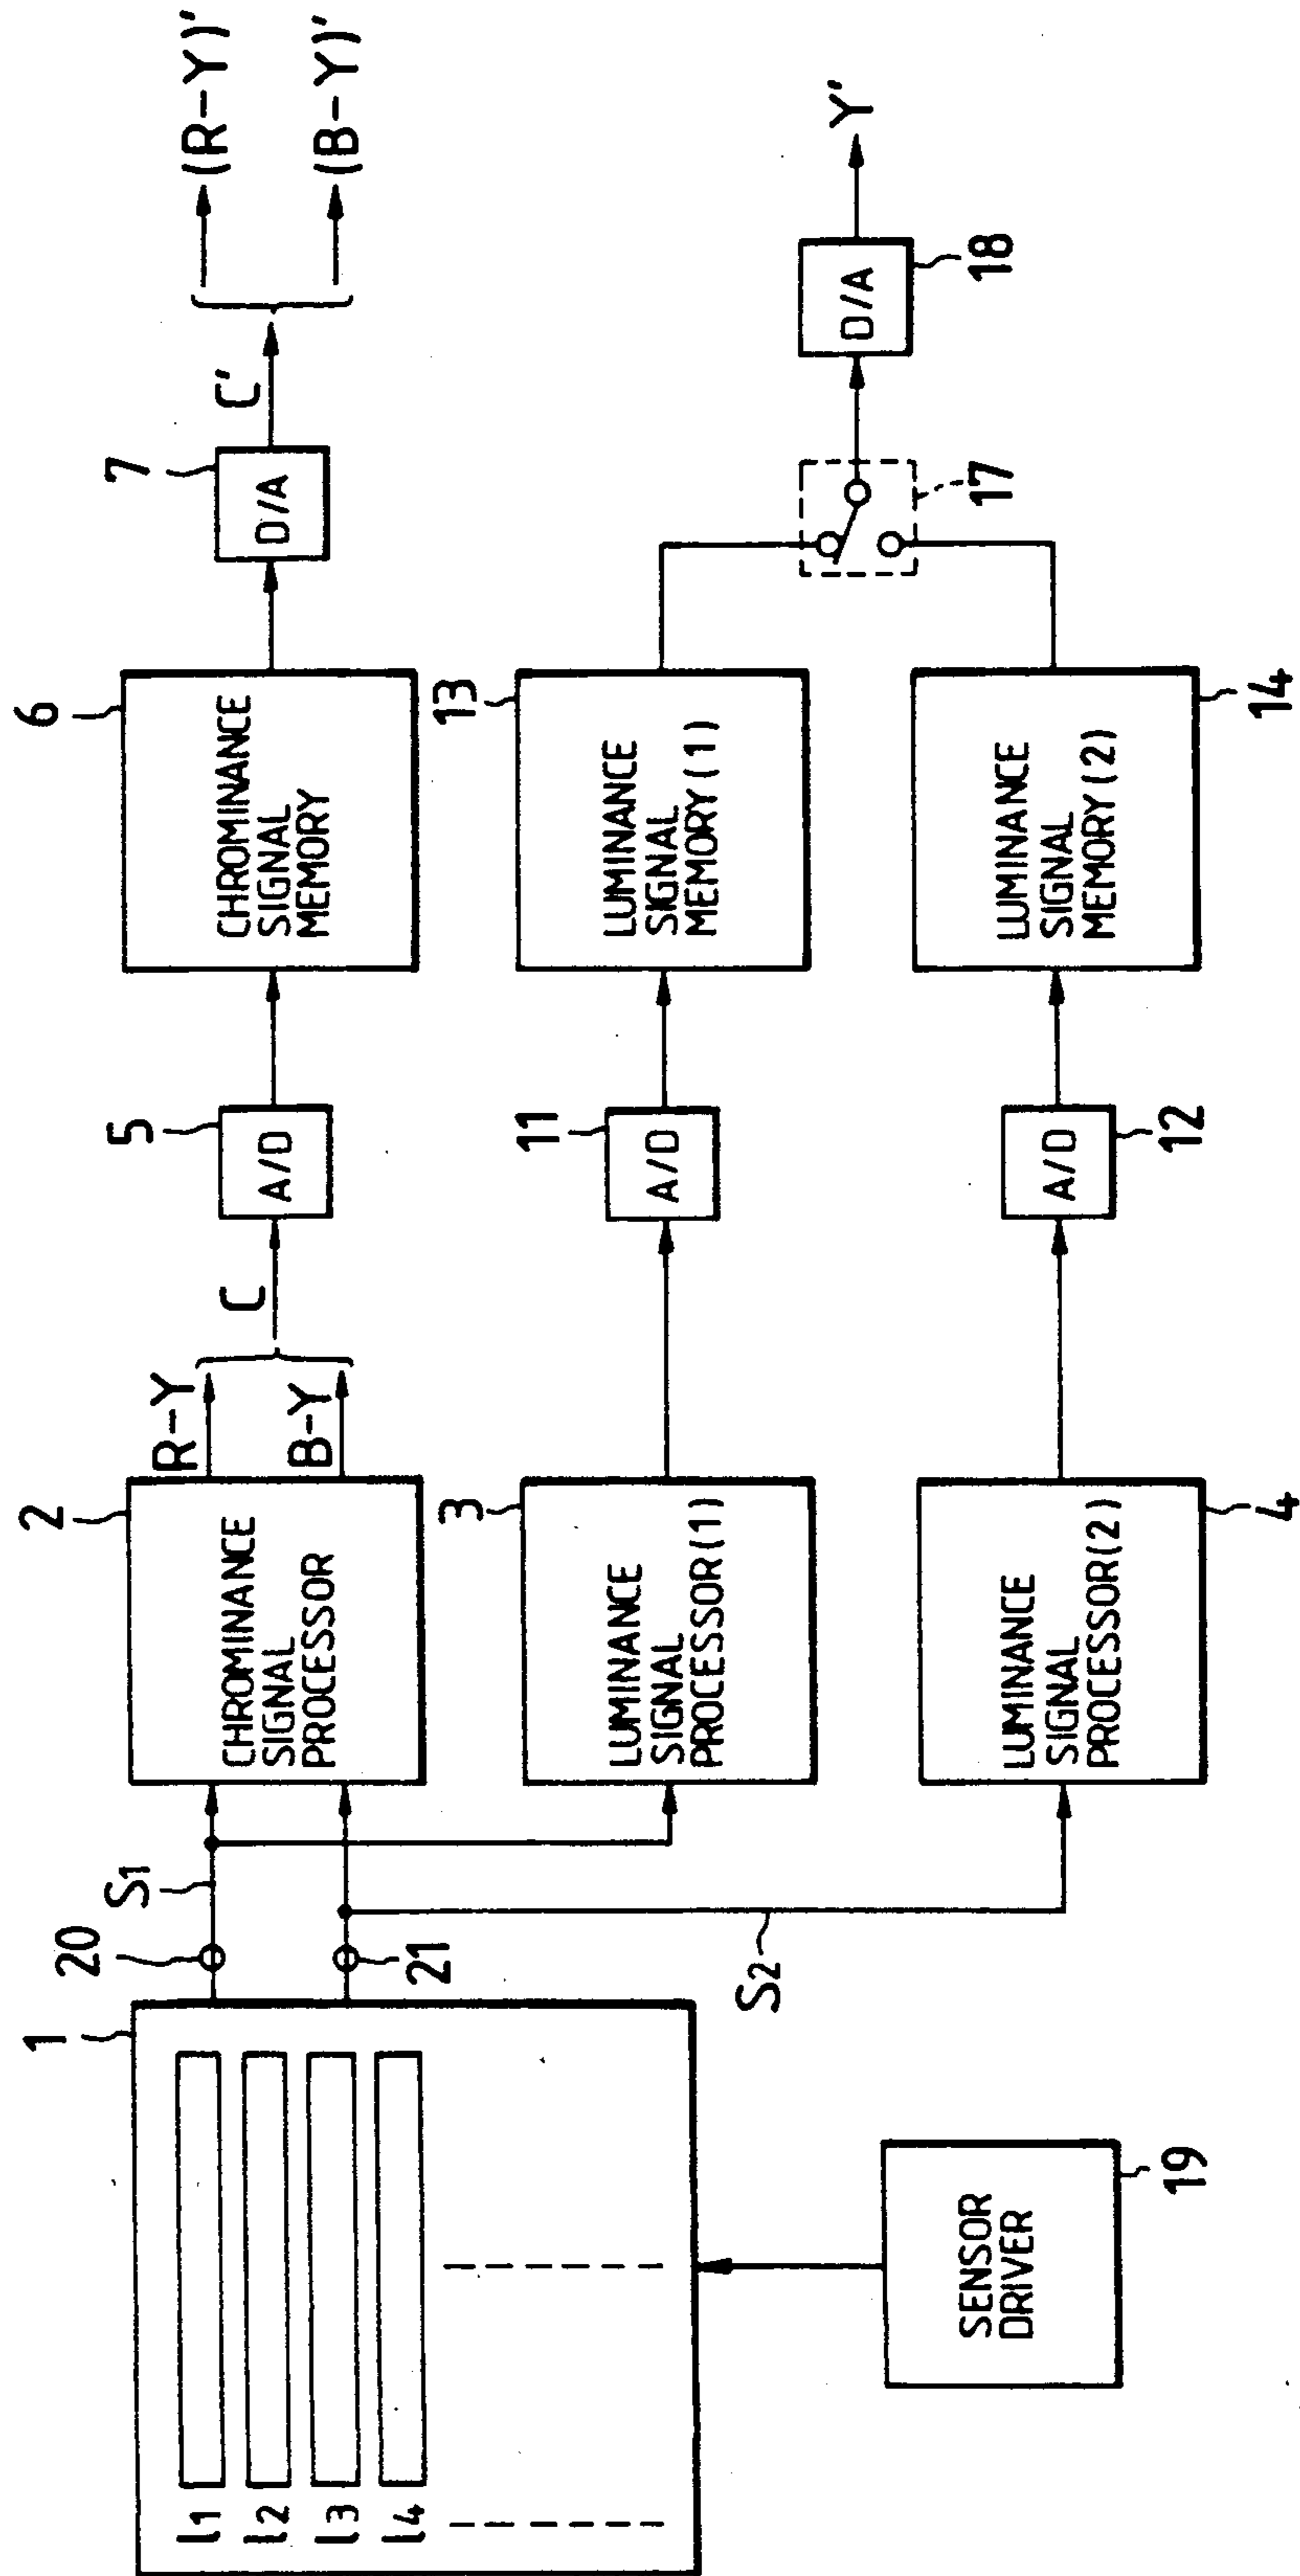 1
l1
l2
l3
l4
SENSOR
DRIVER
19
20
21
S1
S2
2
CHROMINANCE
SIGNAL
PROCESSOR
R-Y
B-Y
C
5
A/D
6
CHROMINANCE
SIGNAL
MEMORY
7
D/A
C'
(R-Y)'
(B-Y)'
3
LUMINANCE
SIGNAL
PROCESSOR(1)
11
A/D
13
LUMINANCE
SIGNAL
MEMORY(1)
4
LUMINANCE
SIGNAL
PROCESSOR(2)
12
A/D
14
LUMINANCE
SIGNAL
MEMORY(2)
17
D/A
18
Y'